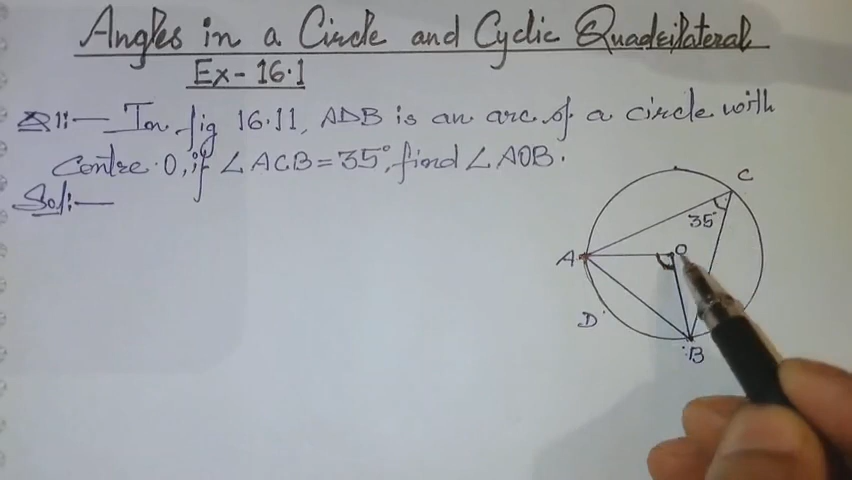 Angles in a Circle and Cyclic Quadrilateral
Ex-16.1
Q1:— In fig 16.11, ADB is an arc of a circle with
Centre O, if ∠ACB=35°, find ∠AOB.
Sol:—
C
35°
A
O
D
B